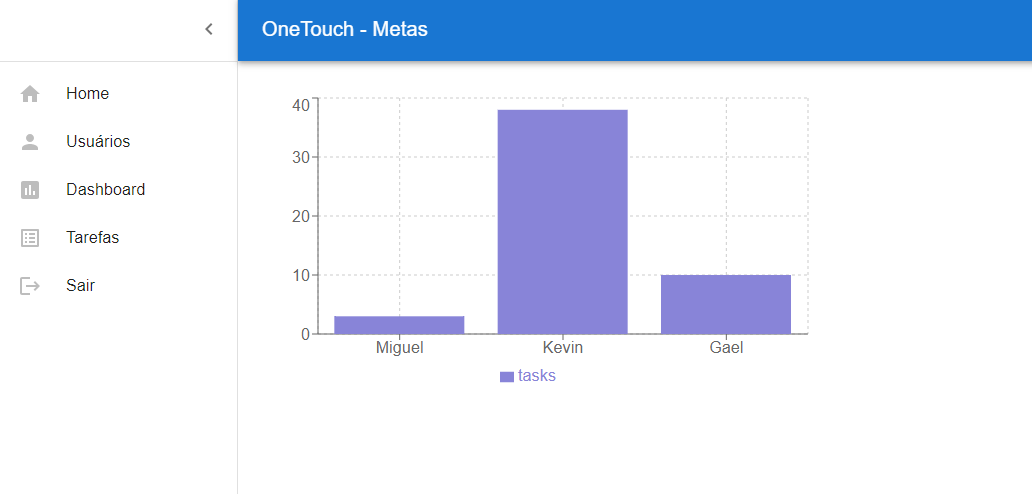 OneTouch - Metas
Home
Usuários
Dashboard
Tarefas
Sair
40
30
20
10
0
Miguel Kevin Gael
tasks